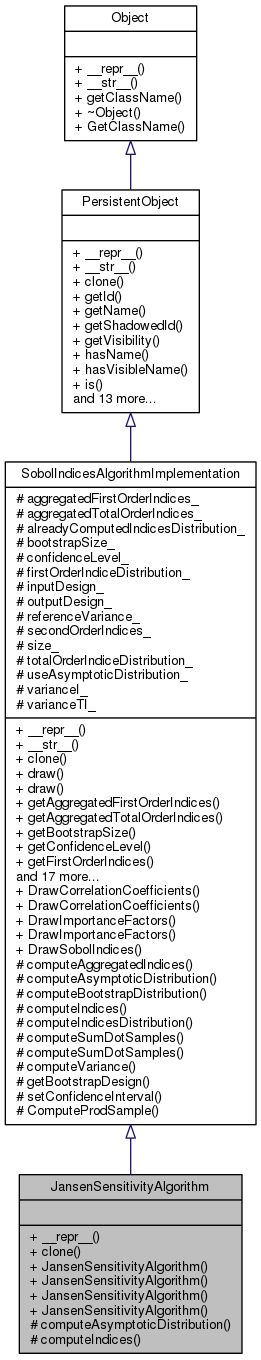 Object
+ __repr__()
+ __str__()
+ getClassName()
+ ~Object()
+ GetClassName()
PersistentObject
+ __repr__()
+ __str__()
+ clone()
+ getId()
+ getName()
+ getShadowedId()
+ getVisibility()
+ hasName()
+ hasVisibleName()
+ is()
and 13 more...
SobolIndicesAlgorithmImplementation
# aggregatedFirstOrderIndices_
# aggregatedTotalOrderIndices_
# alreadyComputedIndicesDistribution_
# bootstrapSize_
# confidenceLevel_
# firstOrderIndiceDistribution_
# inputDesign_
# outputDesign_
# referenceVariance_
# secondOrderIndices_
# size_
# totalOrderIndiceDistribution_
# useAsymptoticDistribution_
# varianceI_
# varianceTI_
+ __repr__()
+ __str__()
+ clone()
+ draw()
+ draw()
+ getAggregatedFirstOrderIndices()
+ getAggregatedTotalOrderIndices()
+ getBootstrapSize()
+ getConfidenceLevel()
+ getFirstOrderIndices()
and 17 more...
+ DrawCorrelationCoefficients()
+ DrawCorrelationCoefficients()
+ DrawImportanceFactors()
+ DrawImportanceFactors()
+ DrawSobolIndices()
# computeAggregatedIndices()
# computeAsymptoticDistribution()
# computeBootstrapDistribution()
# computeIndices()
# computeIndicesDistribution()
# computeSumDotSamples()
# computeSumDotSamples()
# computeVariance()
# getBootstrapDesign()
# setConfidenceInterval()
# ComputeProdSample()
JansenSensitivityAlgorithm
+ __repr__()
+ clone()
+ JansenSensitivityAlgorithm()
+ JansenSensitivityAlgorithm()
+ JansenSensitivityAlgorithm()
+ JansenSensitivityAlgorithm()
# computeAsymptoticDistribution()
# computeIndices()